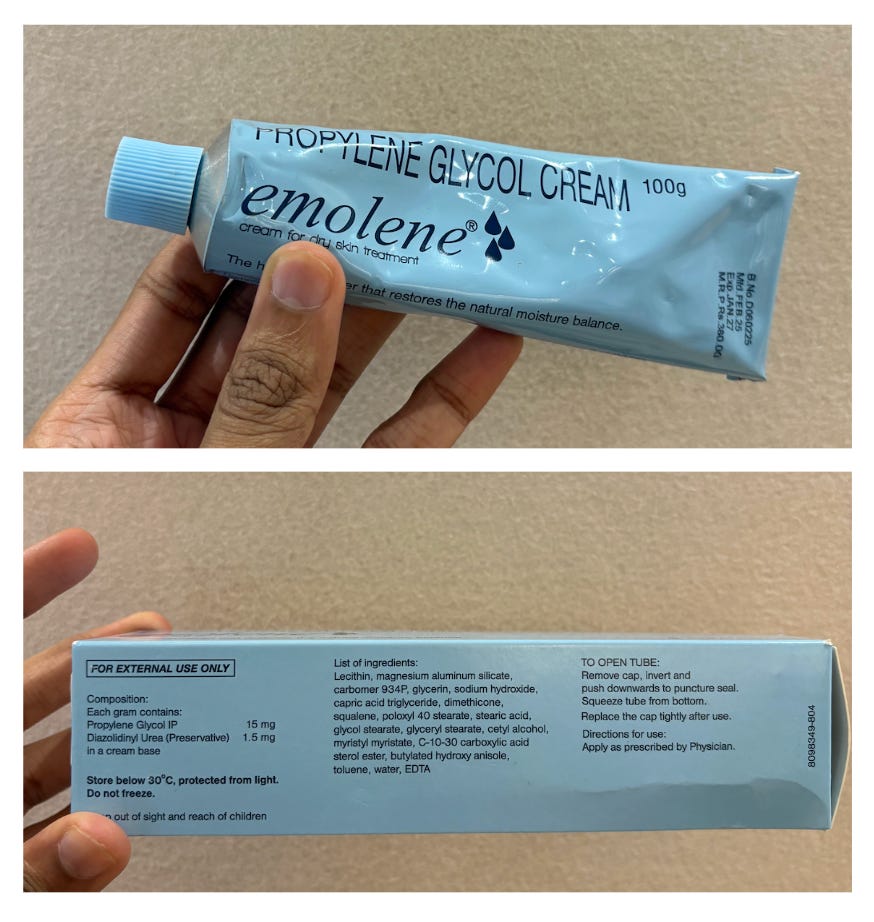 PROPYLENE GLYCOL CREAM 100g
emolene®
cream for dry skin treatment
The
that restores the natural moisture balance.
B.No.D060225
Mfd.FEB.25
Exp.JAN.27
M.R.P.Rs.380.00
FOR EXTERNAL USE ONLY
Composition:
Each gram contains:
Propylene Glycol IP 15 mg
Diazolidinyl Urea (Preservative) 1.5 mg
in a cream base
Store below 30°C, protected from light.
Do not freeze.
out of sight and reach of children
List of ingredients:
Lecithin, magnesium aluminum silicate,
carbomer 934P, glycerin, sodium hydroxide,
capric acid triglyceride, dimethicone,
squalene, poloxyl 40 stearate, stearic acid,
glycol stearate, glyceryl stearate, cetyl alcohol,
myristyl myristate, C-10-30 carboxylic acid
sterol ester, butylated hydroxy anisole,
toluene, water, EDTA
TO OPEN TUBE:
Remove cap, invert and
push downwards to puncture seal.
Squeeze tube from bottom.
Replace the cap tightly after use.
Directions for use:
Apply as prescribed by Physician.
8098349-804